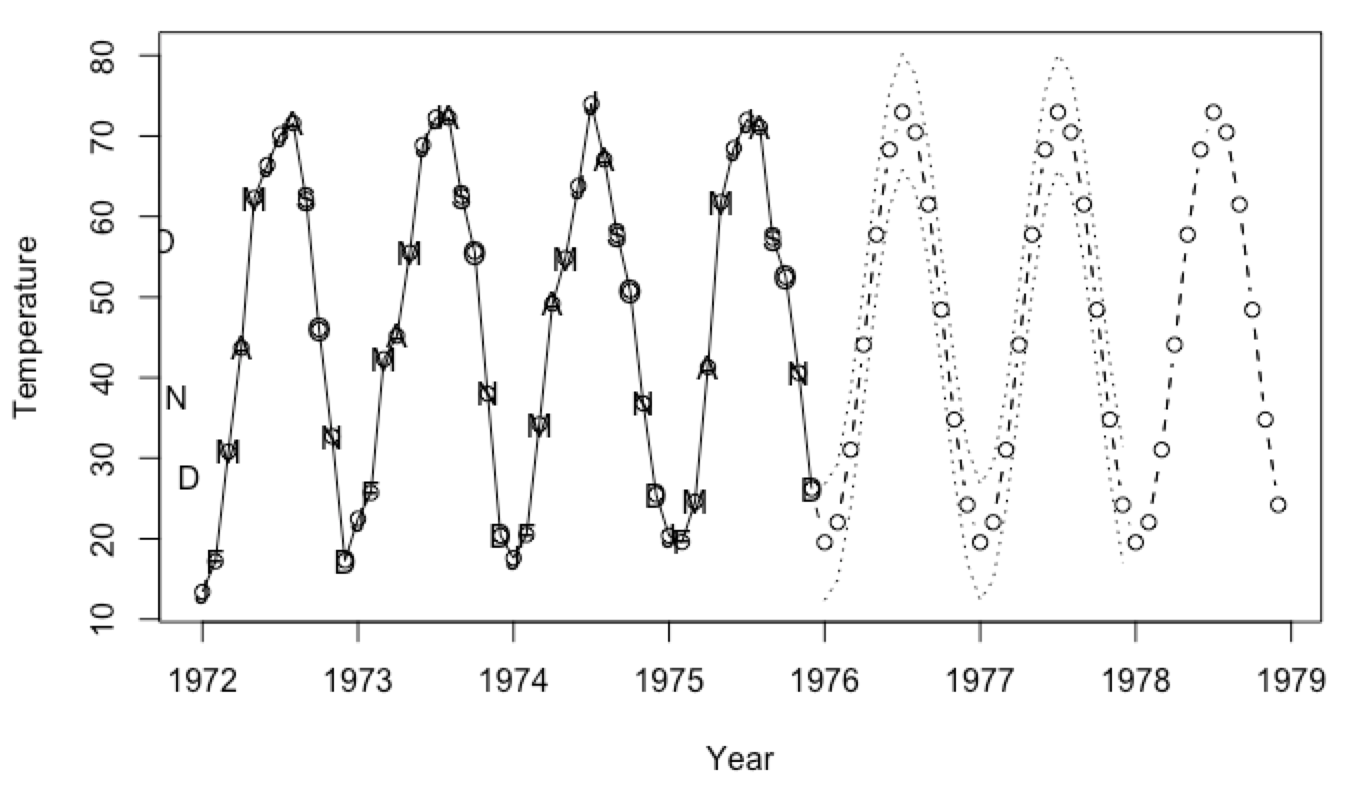 Temperature
80
70
60
50
40
30
20
10
O
N
D
J F M A M J J A S O N D
J F M A M J J A S O N D
J F M A M J J A S O N D
J F M A M J J A S O N D
1972 1973 1974 1975 1976 1977 1978 1979
Year